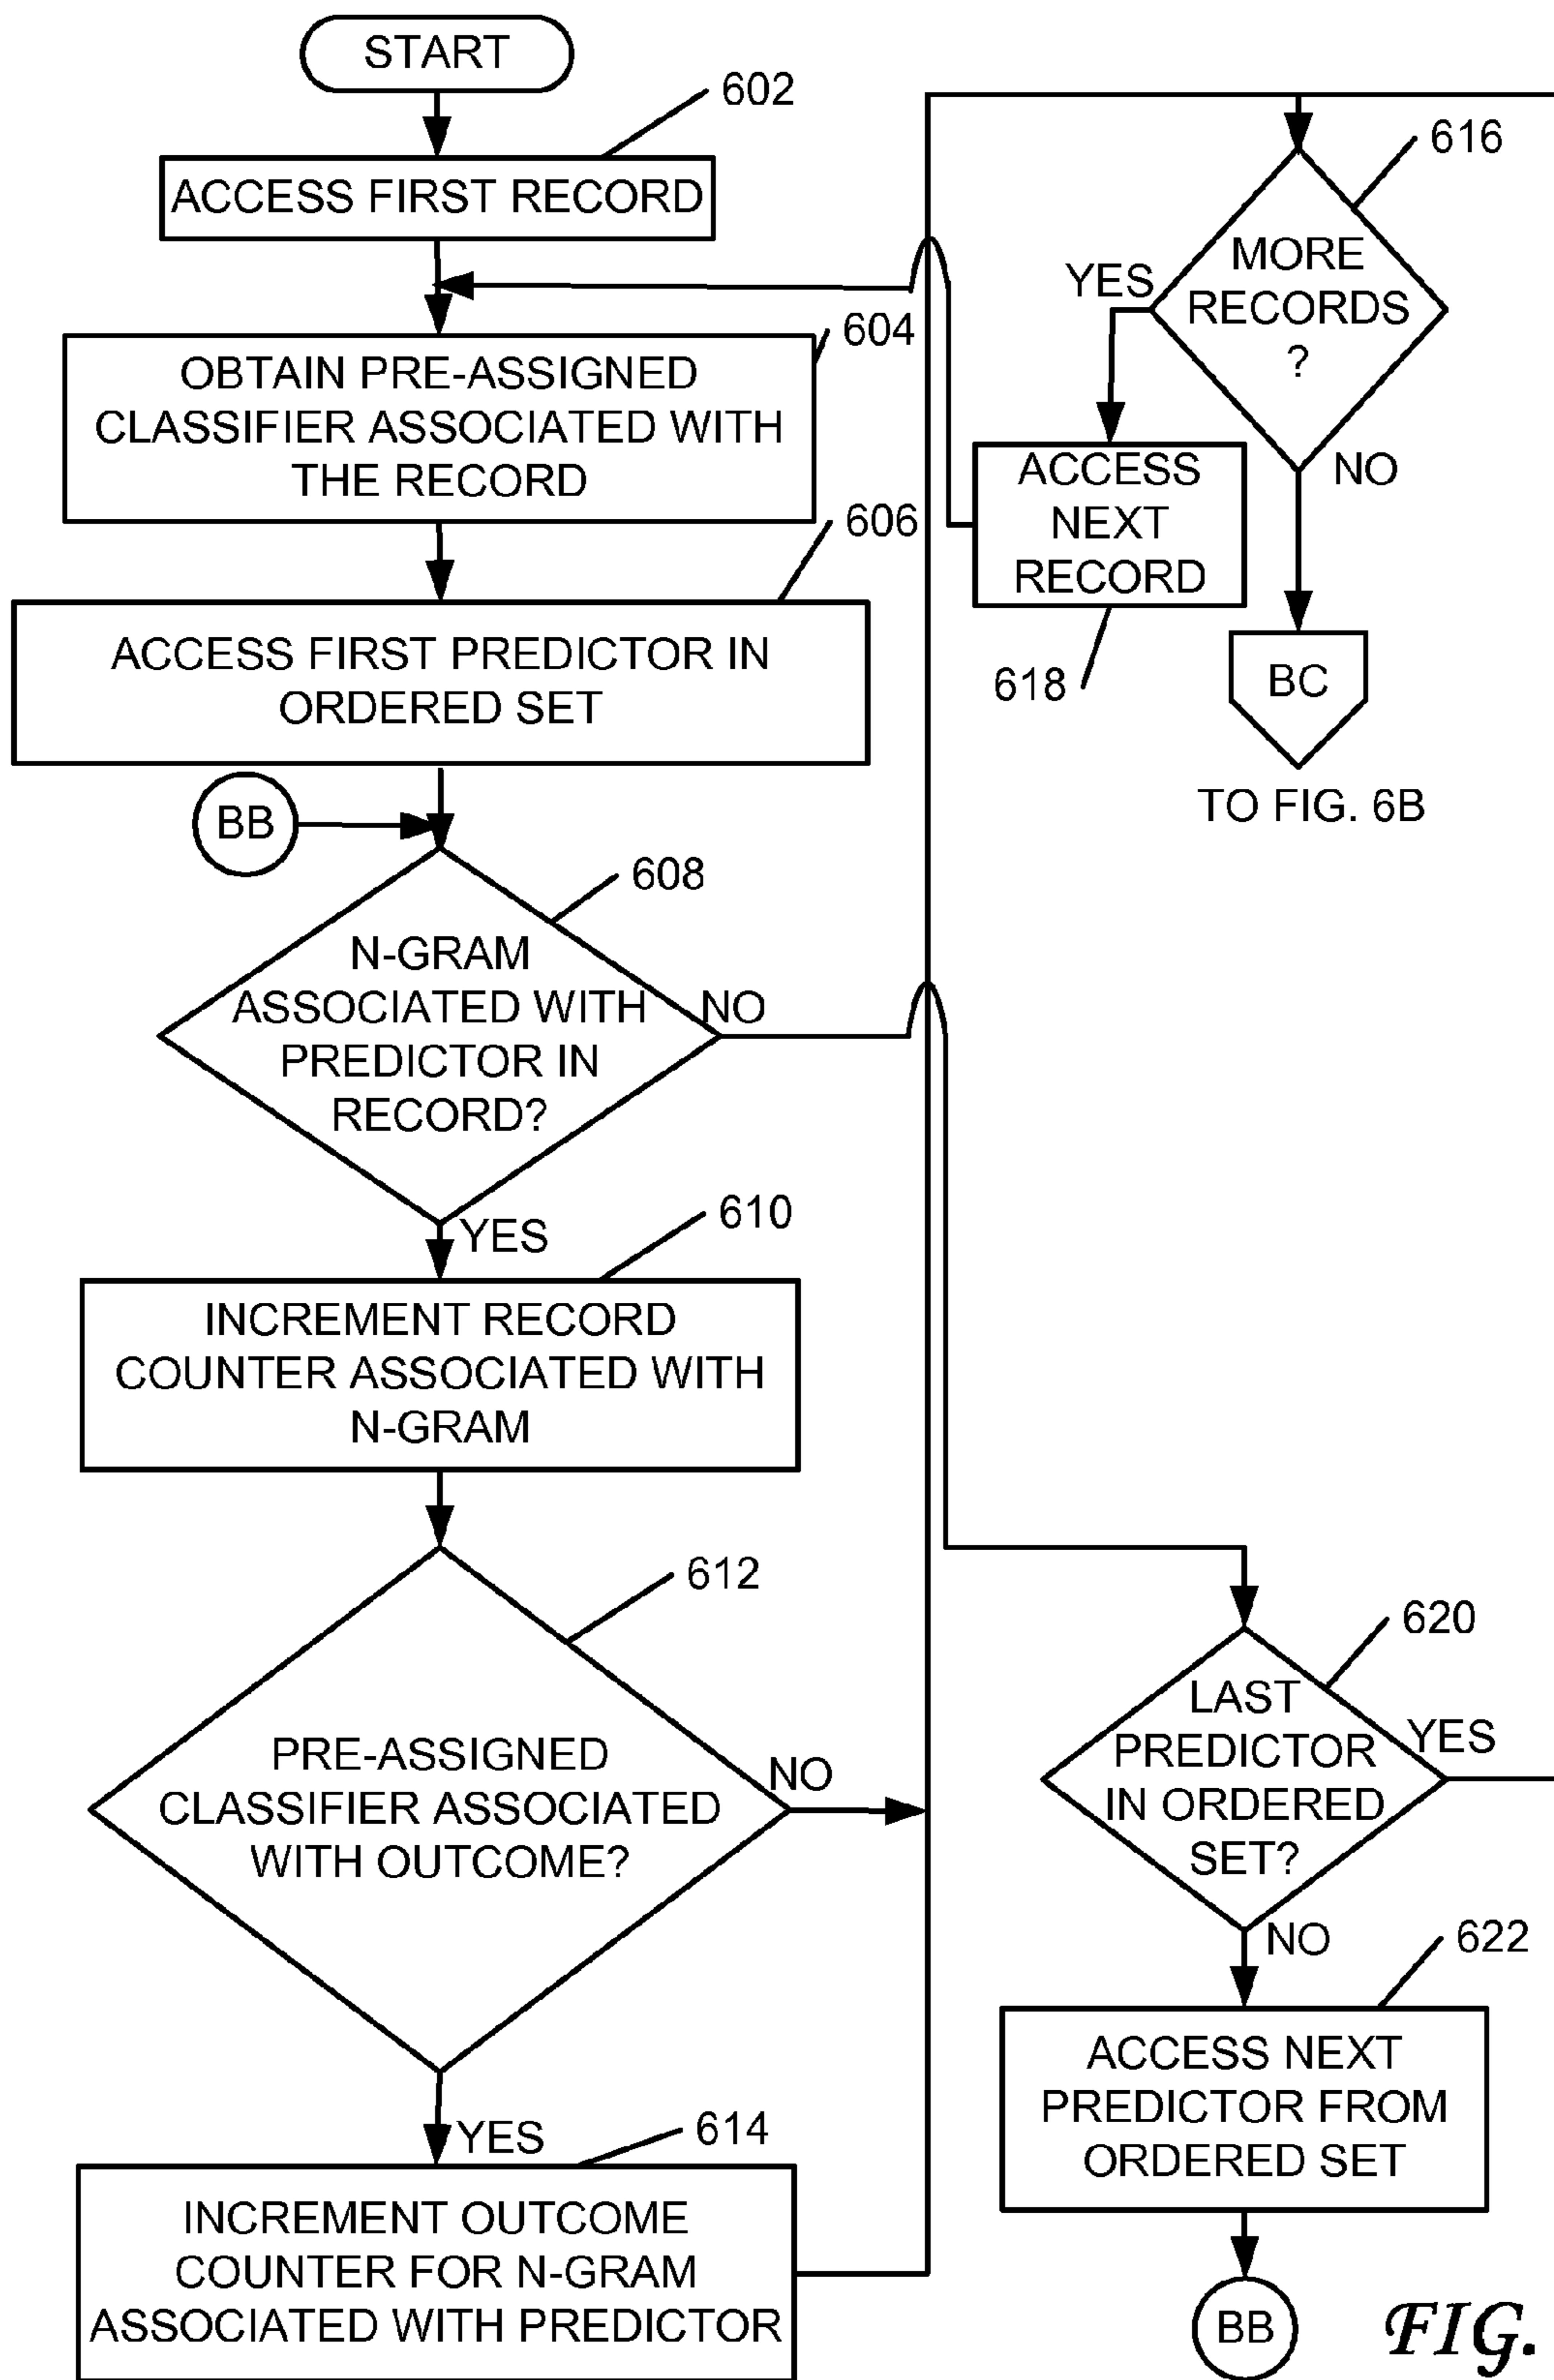 START
602
ACCESS FIRST RECORD
604
OBTAIN PRE-ASSIGNED
CLASSIFIER ASSOCIATED WITH
THE RECORD
606
ACCESS FIRST PREDICTOR IN
ORDERED SET
BB
608
N-GRAM
ASSOCIATED WITH
PREDICTOR IN
RECORD?
NO
YES
610
INCREMENT RECORD
COUNTER ASSOCIATED WITH
N-GRAM
612
PRE-ASSIGNED
CLASSIFIER ASSOCIATED
WITH OUTCOME?
NO
YES
614
INCREMENT OUTCOME
COUNTER FOR N-GRAM
ASSOCIATED WITH PREDICTOR
616
MORE
RECORDS
?
YES
NO
ACCESS
NEXT
RECORD
618
BC
TO FIG. 6B
620
LAST
PREDICTOR
IN ORDERED
SET?
YES
NO
622
ACCESS NEXT
PREDICTOR FROM
ORDERED SET
BB
FIG.